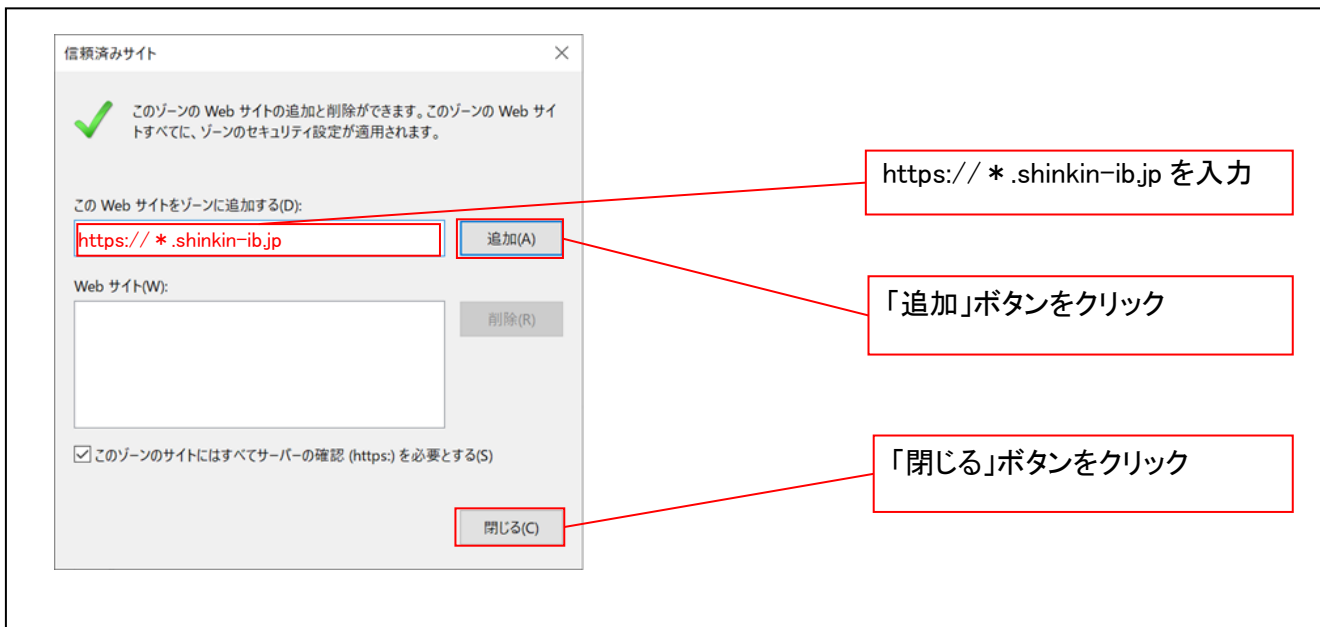 信頼済みサイト
このゾーンの Web サイトの追加と削除ができます。このゾーンの Web サイ
トすべてに、ゾーンのセキュリティ設定が適用されます。
https://＊.shinkin-ib.jp を入力
この Web サイトをゾーンに追加する(D):
https://＊.shinkin-ib.jp
追加(A)
「追加」ボタンをクリック
Web サイト(W):
削除(R)
このゾーンのサイトにはすべてサーバーの確認 (https:) を必要とする(S)
「閉じる」ボタンをクリック
閉じる(C)